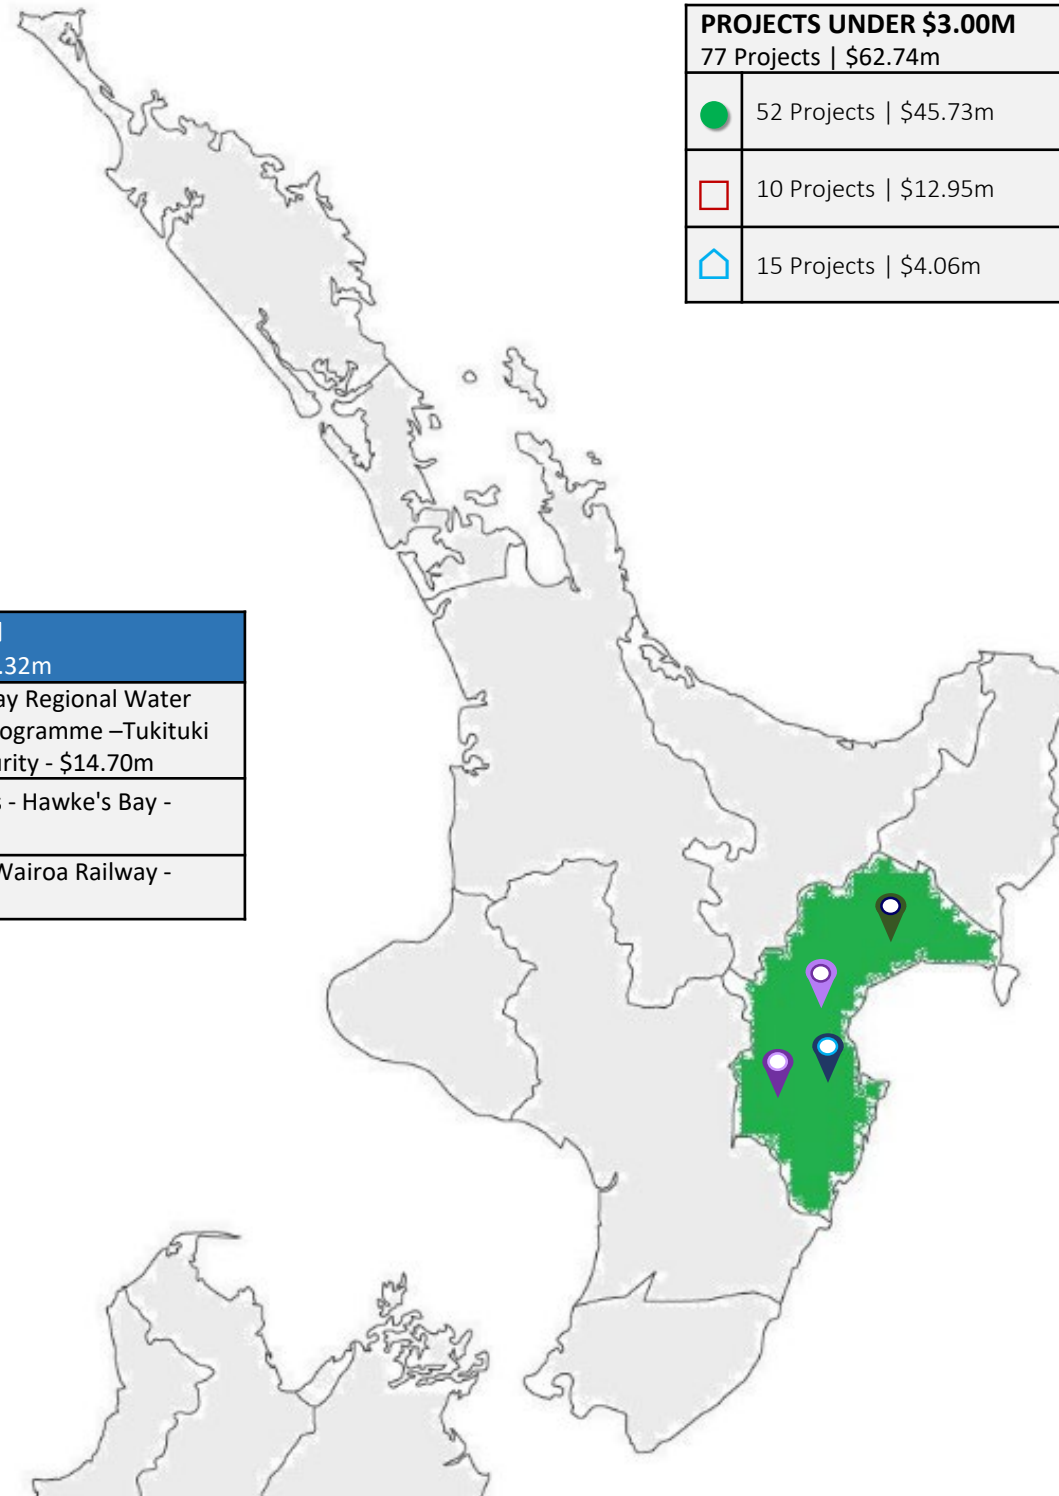 PROJECTS UNDER $3.00M
77 Projects | $62.74m
52 Projects | $45.73m
10 Projects | $12.95m
15 Projects | $4.06m
.32m
ay Regional Water
ogramme –Tukituki
urity - $14.70m
s - Hawke's Bay -
Wairoa Railway -